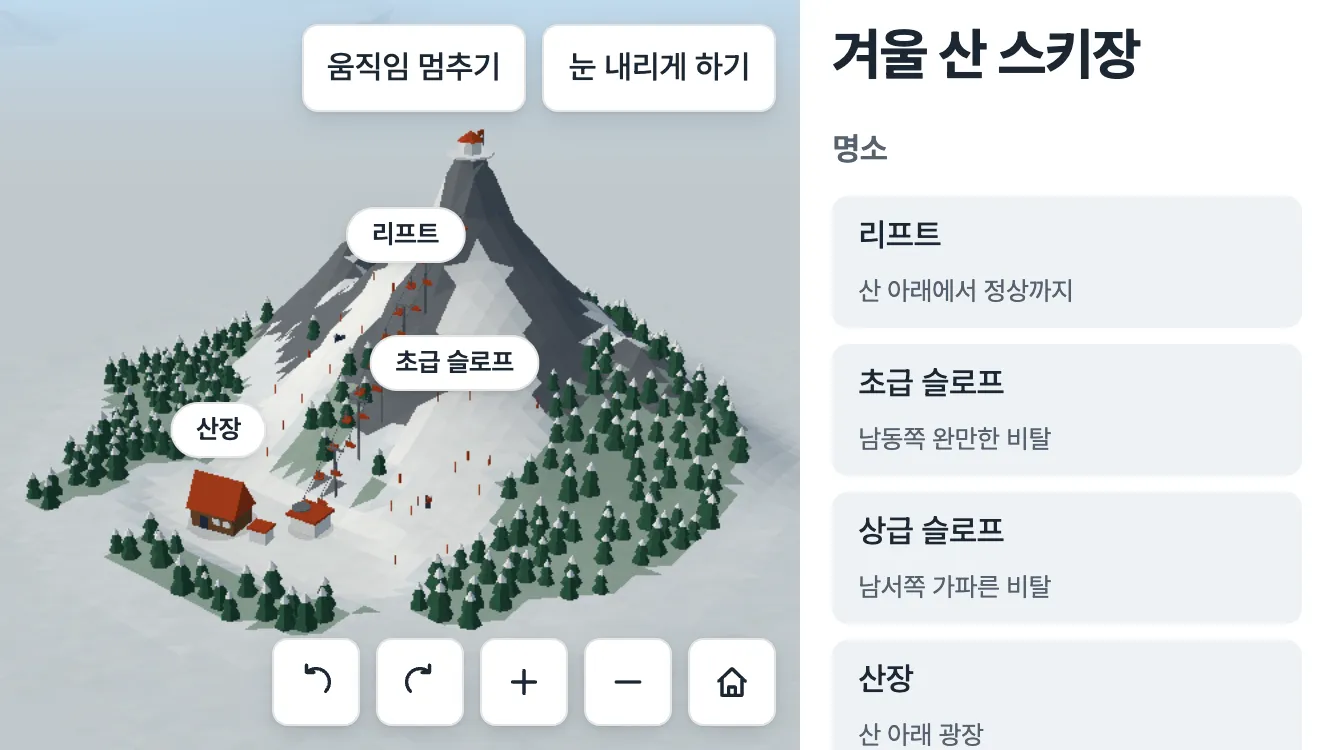 움직임 멈추기
눈 내리게 하기
리프트
초급 슬로프
산장
겨울 산 스키장
명소
리프트
산 아래에서 정상까지
초급 슬로프
남동쪽 완만한 비탈
상급 슬로프
남서쪽 가파른 비탈
산장
산 아래 광장